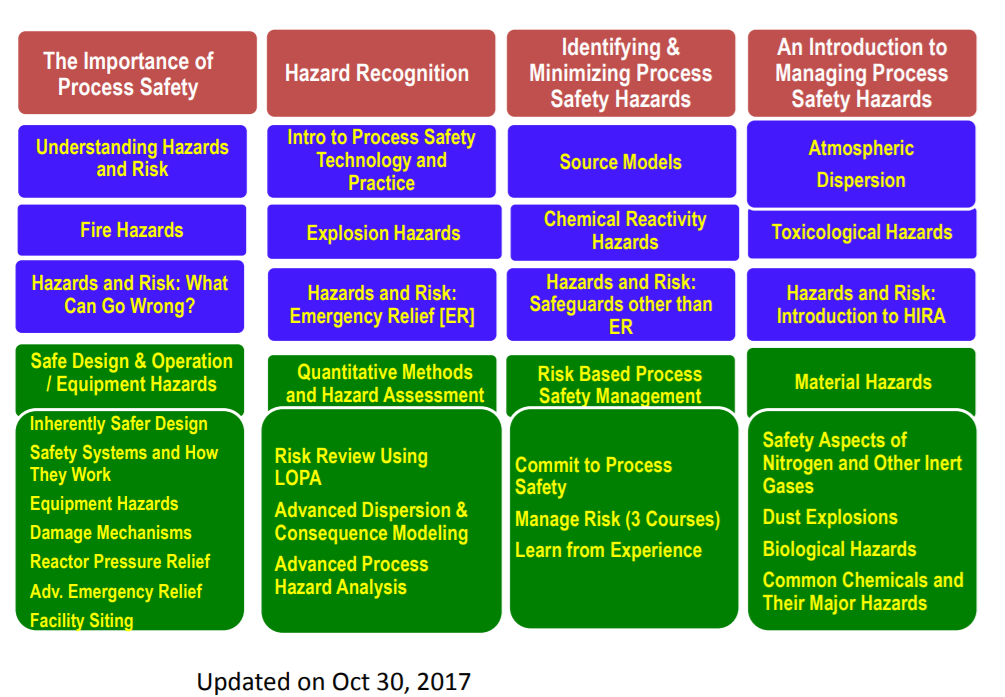 The Importance of
Process Safety
Hazard Recognition
Identifying &
Minimizing Process
Safety Hazards
An Introduction to
Managing Process
Safety Hazards
Understanding Hazards
and Risk
Intro to Process Safety
Technology and
Practice
Source Models
Atmospheric
Dispersion
Fire Hazards
Explosion Hazards
Chemical Reactivity
Hazards
Toxicological Hazards
Hazards and Risk: What
Can Go Wrong?
Hazards and Risk:
Emergency Relief [ER]
Hazards and Risk:
Safeguards other than
ER
Hazards and Risk:
Introduction to HIRA
Safe Design & Operation
/ Equipment Hazards
Quantitative Methods
and Hazard Assessment
Risk Based Process
Safety Management
Material Hazards
Inherently Safer Design
Safety Systems and How
They Work
Equipment Hazards
Damage Mechanisms
Reactor Pressure Relief
Adv. Emergency Relief
Facility Siting
Risk Review Using
LOPA
Advanced Dispersion &
Consequence Modeling
Advanced Process
Hazard Analysis
Commit to Process
Safety
Manage Risk (3 Courses)
Learn from Experience
Safety Aspects of
Nitrogen and Other Inert
Gases
Dust Explosions
Biological Hazards
Common Chemicals and
Their Major Hazards
Updated on Oct 30, 2017